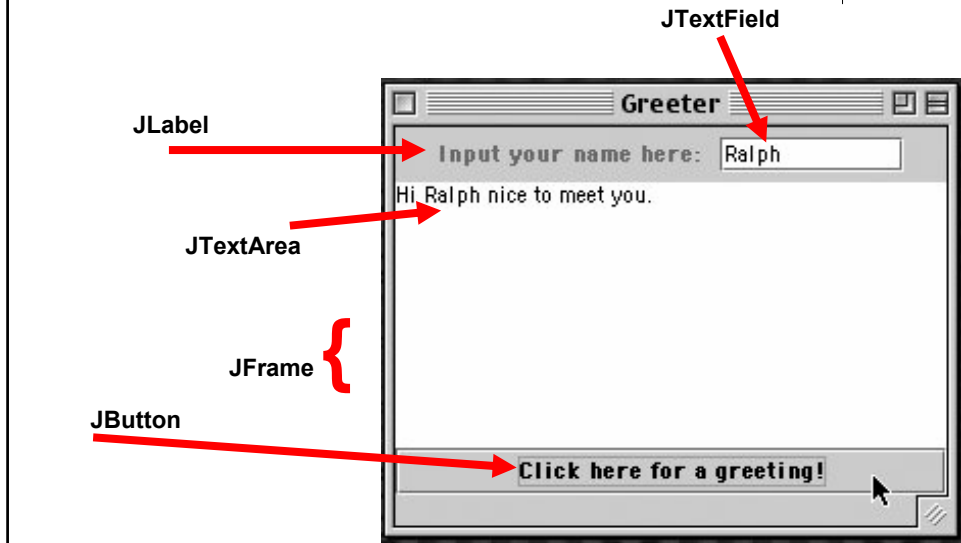 JTextField
Greeter
JLabel
Input your name here: Ralph
Hi Ralph nice to meet you.
JTextArea
JFrame {
JButton
Click here for a greeting!